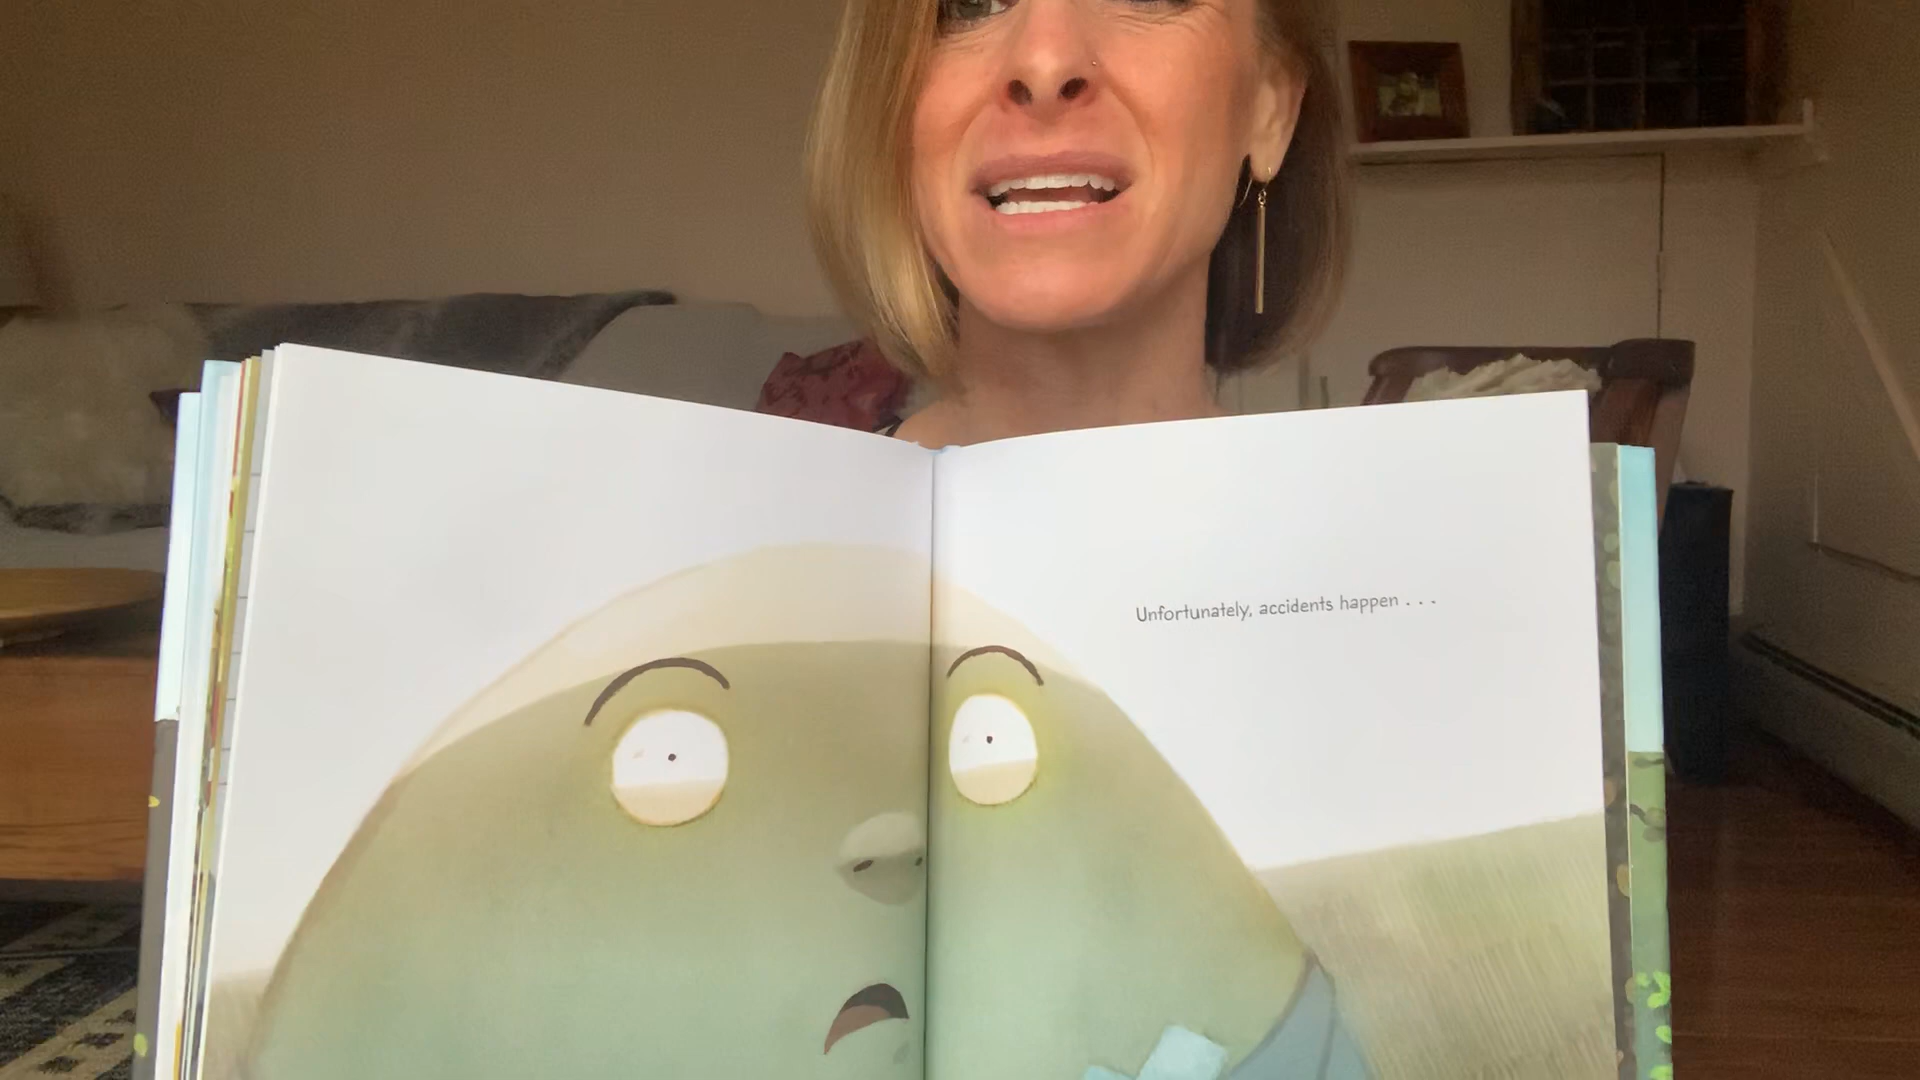 Unfortunately, accidents happen . . .